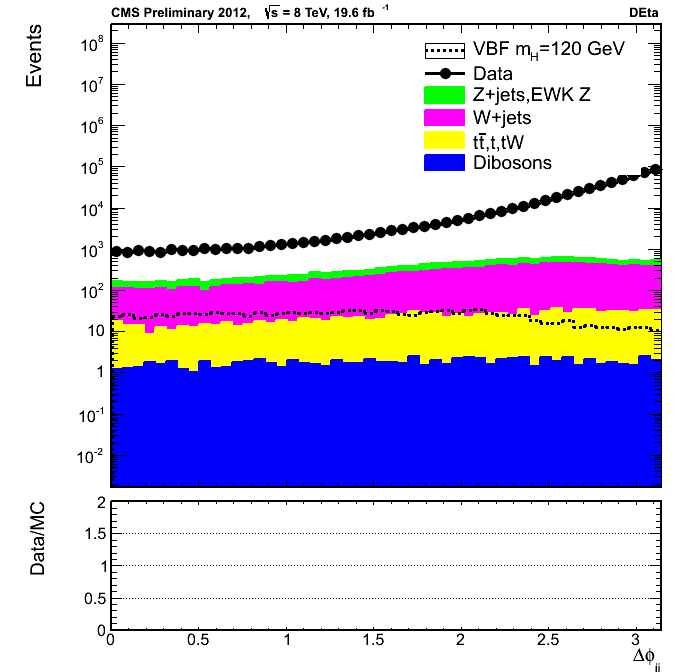 CMS Preliminary 2012, √s = 8 TeV, 19.6 fb⁻¹ DEta
Events
10⁸
10⁷
10⁶
10⁵
10⁴
10³
10²
10
1
10⁻¹
10⁻²
VBF m_H=120 GeV
Data
Z+jets,EWK Z
W+jets
tt̄,t,tW
Dibosons
Data/MC
2
1.5
1
0.5
0
0 0.5 1 1.5 2 2.5 3
Δϕ_jj